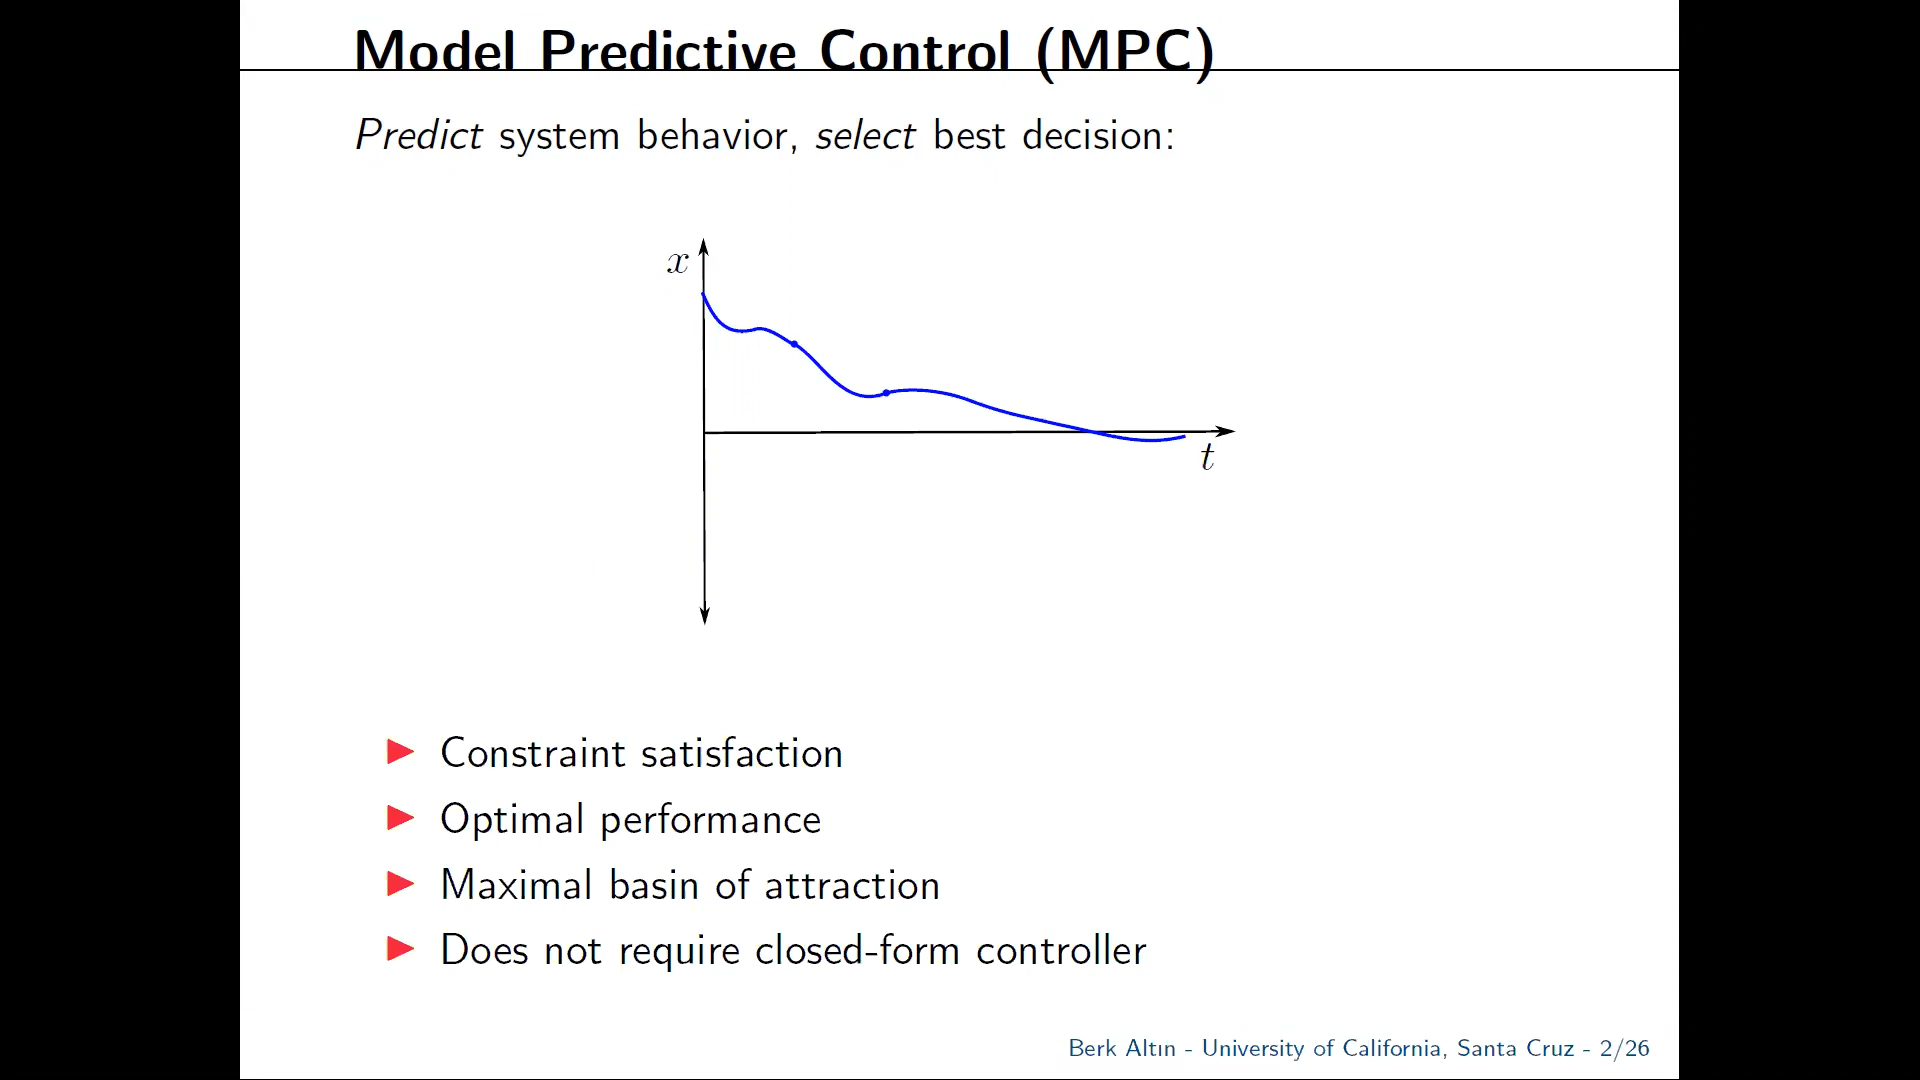 Model Predictive Control (MPC)
Predict system behavior, select best decision:
x
t
Constraint satisfaction
Optimal performance
Maximal basin of attraction
Does not require closed-form controller
Berk Altın - University of California, Santa Cruz - 2/26